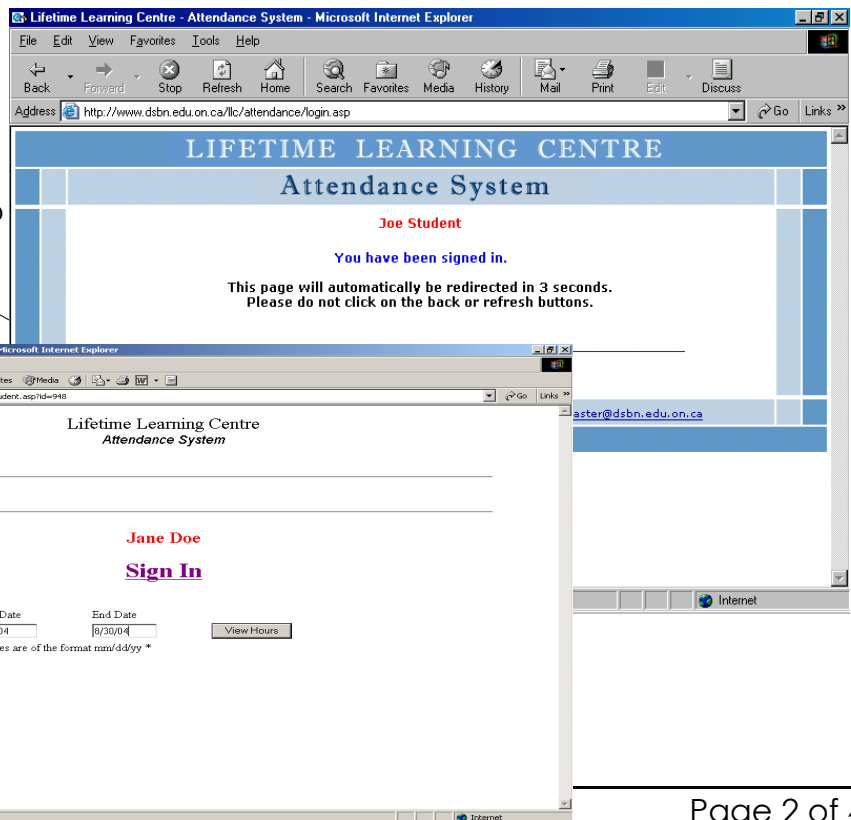 Lifetime Learning Centre - Attendance System - Microsoft Internet Explorer
File Edit View Favorites Tools Help
Back Forward Stop Refresh Home Search Favorites Media History Mail Print Edit Discuss
Address http://www.dsbn.edu.on.ca/llc/attendance/login.asp Go Links »
LIFETIME LEARNING CENTRE
Attendance System
Joe Student
You have been signed in.
This page will automatically be redirected in 3 seconds.
Please do not click on the back or refresh buttons.
aster@dsbn.edu.on.ca
Internet
Microsoft Internet Explorer
tes Media
udent.asp?id=948 Go Links »
Lifetime Learning Centre
Attendance System
Jane Doe
Sign In
Date End Date
04 8/30/04 View Hours
es are of the format mm/dd/yy *
Internet
Page 2 of